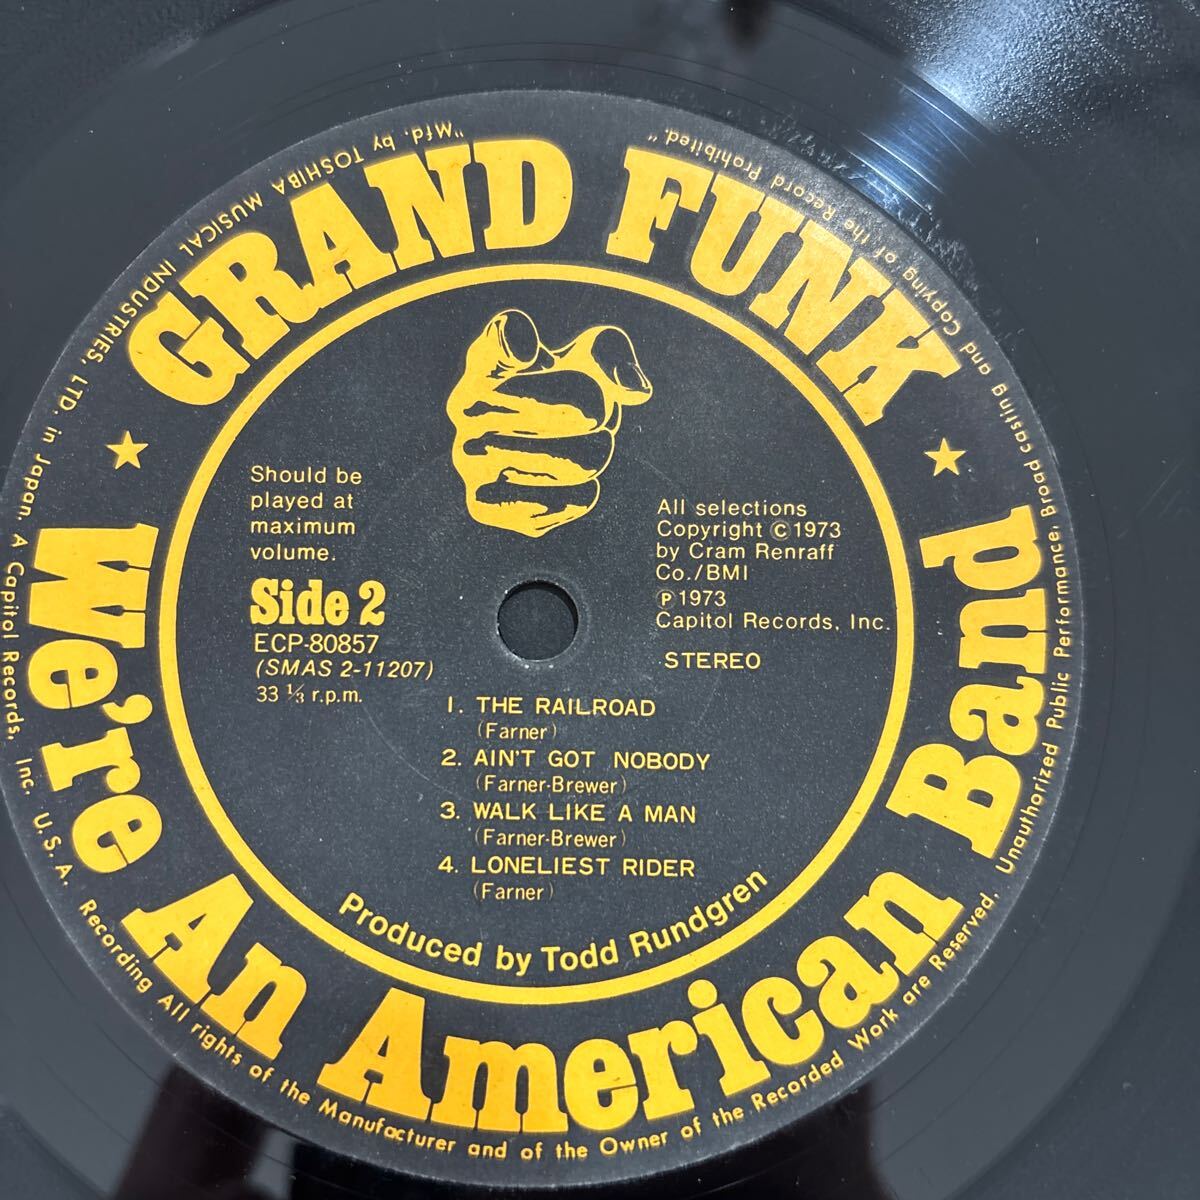 GRAND FUNK
We're An American Band
Should be
played at
maximum
volume.
Side 2
ECP-80857
(SMAS 2-11207)
33 ⅓ r.p.m.
All selections
Copyright ©1973
by Cram Renraff
Co./BMI
℗1973
Capitol Records, Inc.
STEREO
1. THE RAILROAD
(Farner)
2. AIN'T GOT NOBODY
(Farner-Brewer)
3. WALK LIKE A MAN
(Farner-Brewer)
4. LONELIEST RIDER
(Farner)
Produced by Todd Rundgren
"Mfd. by TOSHIBA MUSICAL INDUSTRIES, LTD. in Japan. A Capitol Records, Inc. U.S.A. Recording All rights of the Manufacturer and of the Owner of the Recorded Work are Reserved. Unauthorized Public Performance, Broad casting and Copying of the Record Prohibited."